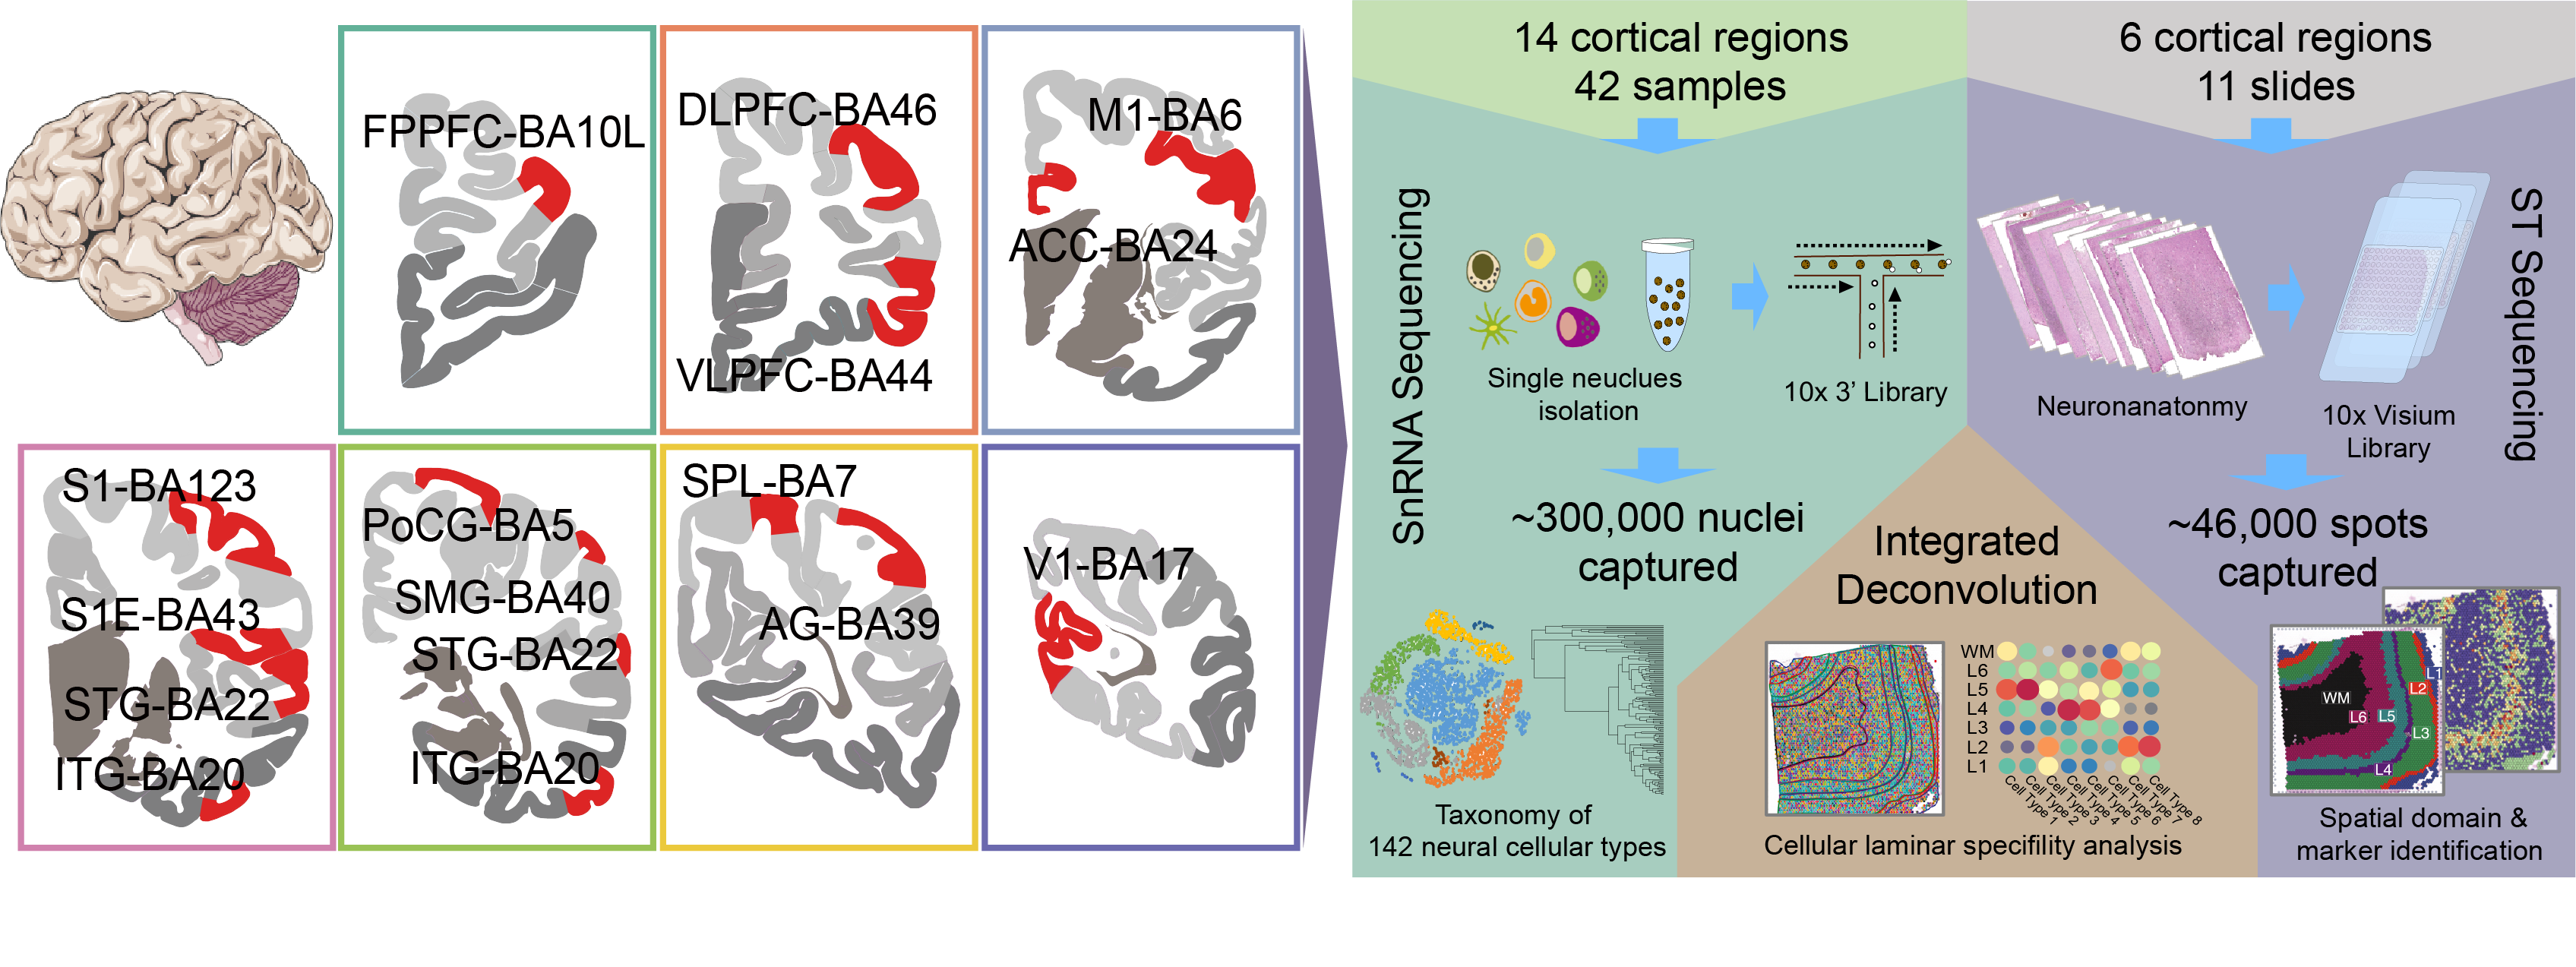 FPPFC-BA10L
DLPFC-BA46
VLPFC-BA44
M1-BA6
ACC-BA24
S1-BA123
S1E-BA43
STG-BA22
ITG-BA20
PoCG-BA5
SMG-BA40
STG-BA22
ITG-BA20
SPL-BA7
AG-BA39
V1-BA17
14 cortical regions
42 samples
SnRNA Sequencing
Single neuclues
isolation
10x 3’ Library
~300,000 nuclei
captured
Taxonomy of
142 neural cellular types
Integrated
Deconvolution
WM
L6
L5
L4
L3
L2
L1
Cell Type 1
Cell Type 2
Cell Type 3
Cell Type 4
Cell Type 5
Cell Type 6
Cell Type 7
Cell Type 8
Cellular laminar specifility analysis
6 cortical regions
11 slides
ST Sequencing
Neuronanatonmy
10x Visium
Library
~46,000 spots
captured
WM
L6
L5
L4
L3
L2
L1
Spatial domain &
marker identification